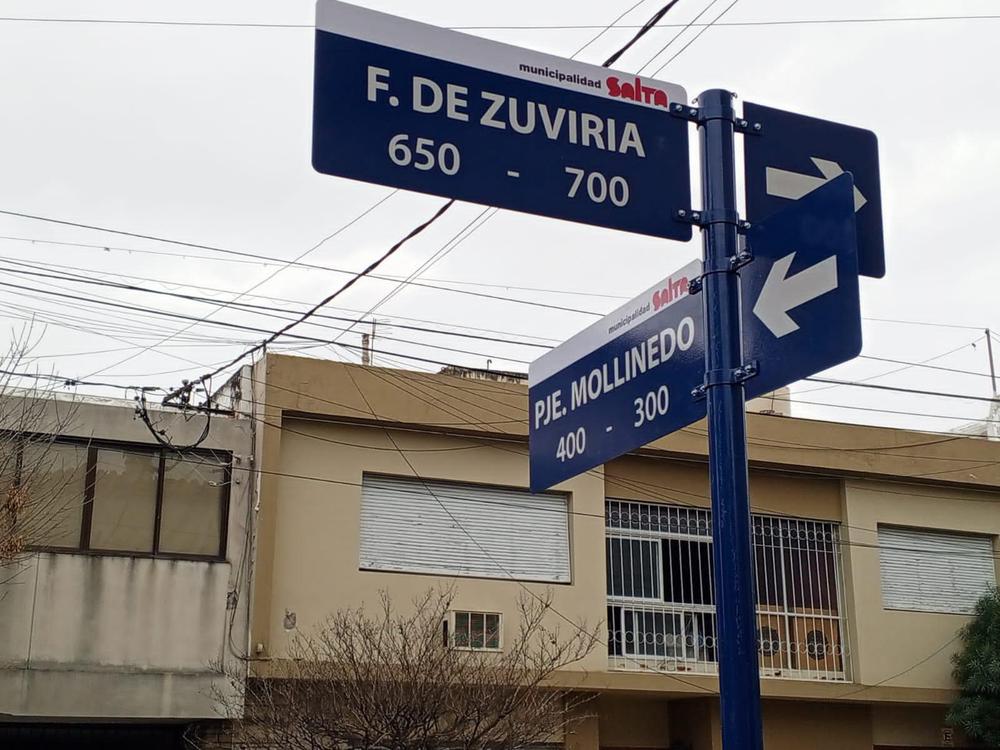 municipalidad Salta
F. DE ZUVIRIA
650 - 700
municipalidad Salta
PJE. MOLLINEDO
400 - 300